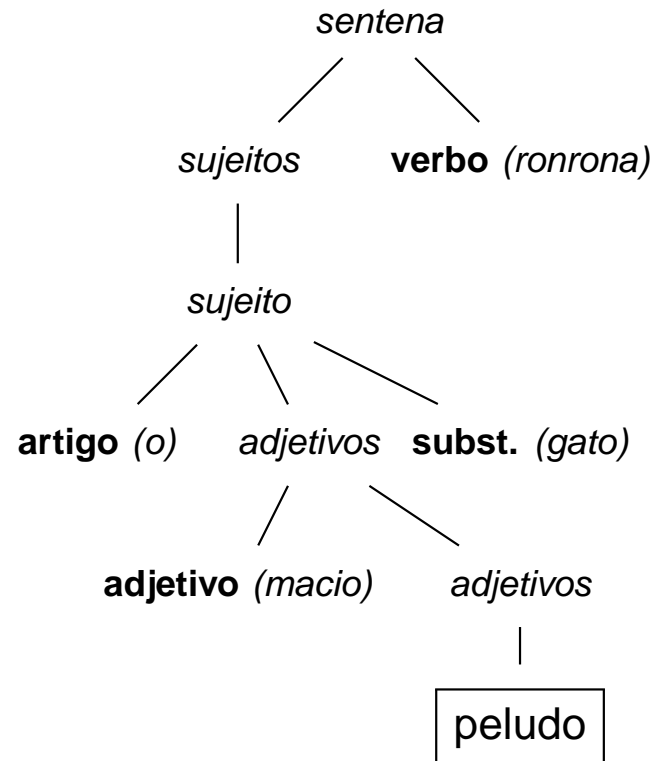 sentena
sujeitos verbo (ronrona)
sujeito
artigo (o) adjetivos subst. (gato)
adjetivo (macio) adjetivos
peludo